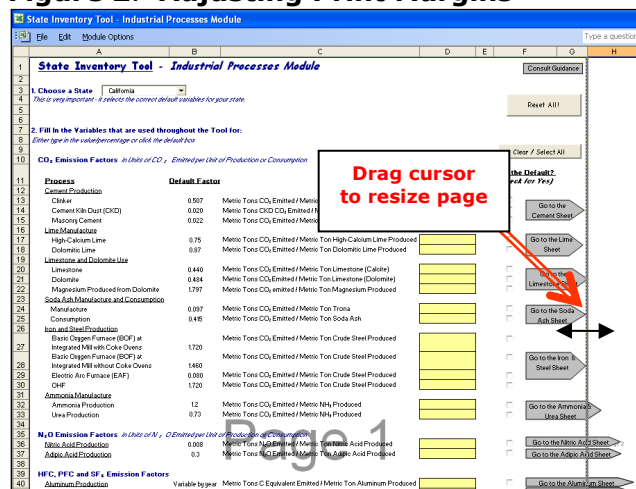 Figure 2: Adjusting Print Margins
State Inventory Tool - Industrial Processes Module
File Edit Module Options Type a question
A B C D E F G H
1 State Inventory Tool - Industrial Processes Module Consult Guidance
2
3 1. Choose a State California
4 This is very important - it selects the correct default variables for your state.
5 Reset All!
6
7 2. Fill In the Variables that are used throughout the Tool for:
8 Either type in the value/percentage or click the default box
9 Clear / Select All
10 CO₂ Emission Factors in Units of CO₂ Emitted per Unit of Production or Consumption
the Default?
11 Process Default Factor eck for Yes)
12 Cement Production
13 Clinker 0.507 Metric Tons CO₂ Emitted / Metric Go to the
14 Cement Kiln Dust (CKD) 0.020 Metric Tons CKD CO₂ Emitted / M Cement Sheet
15 Masonry Cement 0.022 Metric Tons CO₂ Emitted / Metric
16 Lime Manufacture
17 High-Calcium Lime 0.75 Metric Tons CO₂ Emitted / Metric Ton High-Calcium Lime Produced Go to the Lime
18 Dolomitic Lime 0.87 Metric Tons CO₂ Emitted / Metric Ton Dolomitic Lime Produced Sheet
19 Limestone and Dolomite Use
20 Limestone 0.440 Metric Tons CO₂ Emitted / Metric Ton Limestone (Calcite)
21 Dolomite 0.484 Metric Tons CO₂ Emitted / Metric Ton Limestone (Dolomite) Go to the
22 Magnesium Produced from Dolomite 1.797 Metric Tons CO₂ emitted / Metric Ton Magnesium Produced Limestone Sheet
23 Soda Ash Manufacture and Consumption
24 Manufacture 0.097 Metric Tons CO₂ Emitted / Metric Ton Trona Go to the Soda
25 Consumption 0.415 Metric Tons CO₂ Emitted / Metric Ton Soda Ash Ash Sheet
26 Iron and Steel Production
Basic Oxygen Furnace (BOF) at
27 Integrated Mill with Coke Ovens 1.720 Metric Tons CO₂ Emitted / Metric Ton Crude Steel Produced
Basic Oxygen Furnace (BOF) at Go to the Iron &
28 Integrated Mill without Coke Ovens 1.460 Metric Tons CO₂ Emitted / Metric Ton Crude Steel Produced Steel Sheet
29 Electric Arc Furnace (EAF) 0.080 Metric Tons CO₂ Emitted / Metric Ton Crude Steel Produced
30 OHF 1.720 Metric Tons CO₂ Emitted / Metric Ton Crude Steel Produced
31 Ammonia Manufacture
32 Ammonia Production 1.2 Metric Tons CO₂ Emitted / Metric Ton NH₃ Produced Go to the Ammonia &
33 Urea Production 0.73 Metric Tons CO₂ Emitted / Metric Ton NH₃ Produced Urea Sheet
34
35 N₂O Emission Factors in Units of N₂O Emitted per Unit of Production or Consumption
36 Nitric Acid Production 0.008 Metric Tons N₂O Emitted / Metric Ton Nitric Acid Produced Go to the Nitric Acid Sheet
37 Adipic Acid Production 0.3 Metric Tons N₂O Emitted / Metric Ton Adipic Acid Produced Go to the Adipic Acid Sheet
38
39 HFC, PFC and SF₆ Emission Factors
40 Aluminum Production Variable by year Metric Tons C Equivalent Emitted / Metric Ton Aluminum Produced Go to the Aluminum Sheet
Drag cursor
to resize page
Page 1